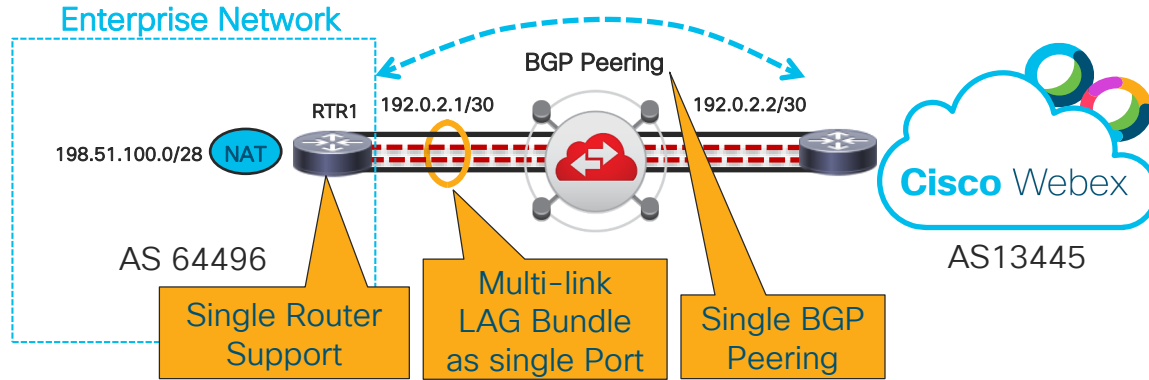 Enterprise Network
BGP Peering
RTR1
192.0.2.1/30
192.0.2.2/30
198.51.100.0/28
NAT
Cisco Webex
AS 64496
AS13445
Single Router
Support
Multi-link
LAG Bundle
as single Port
Single BGP
Peering